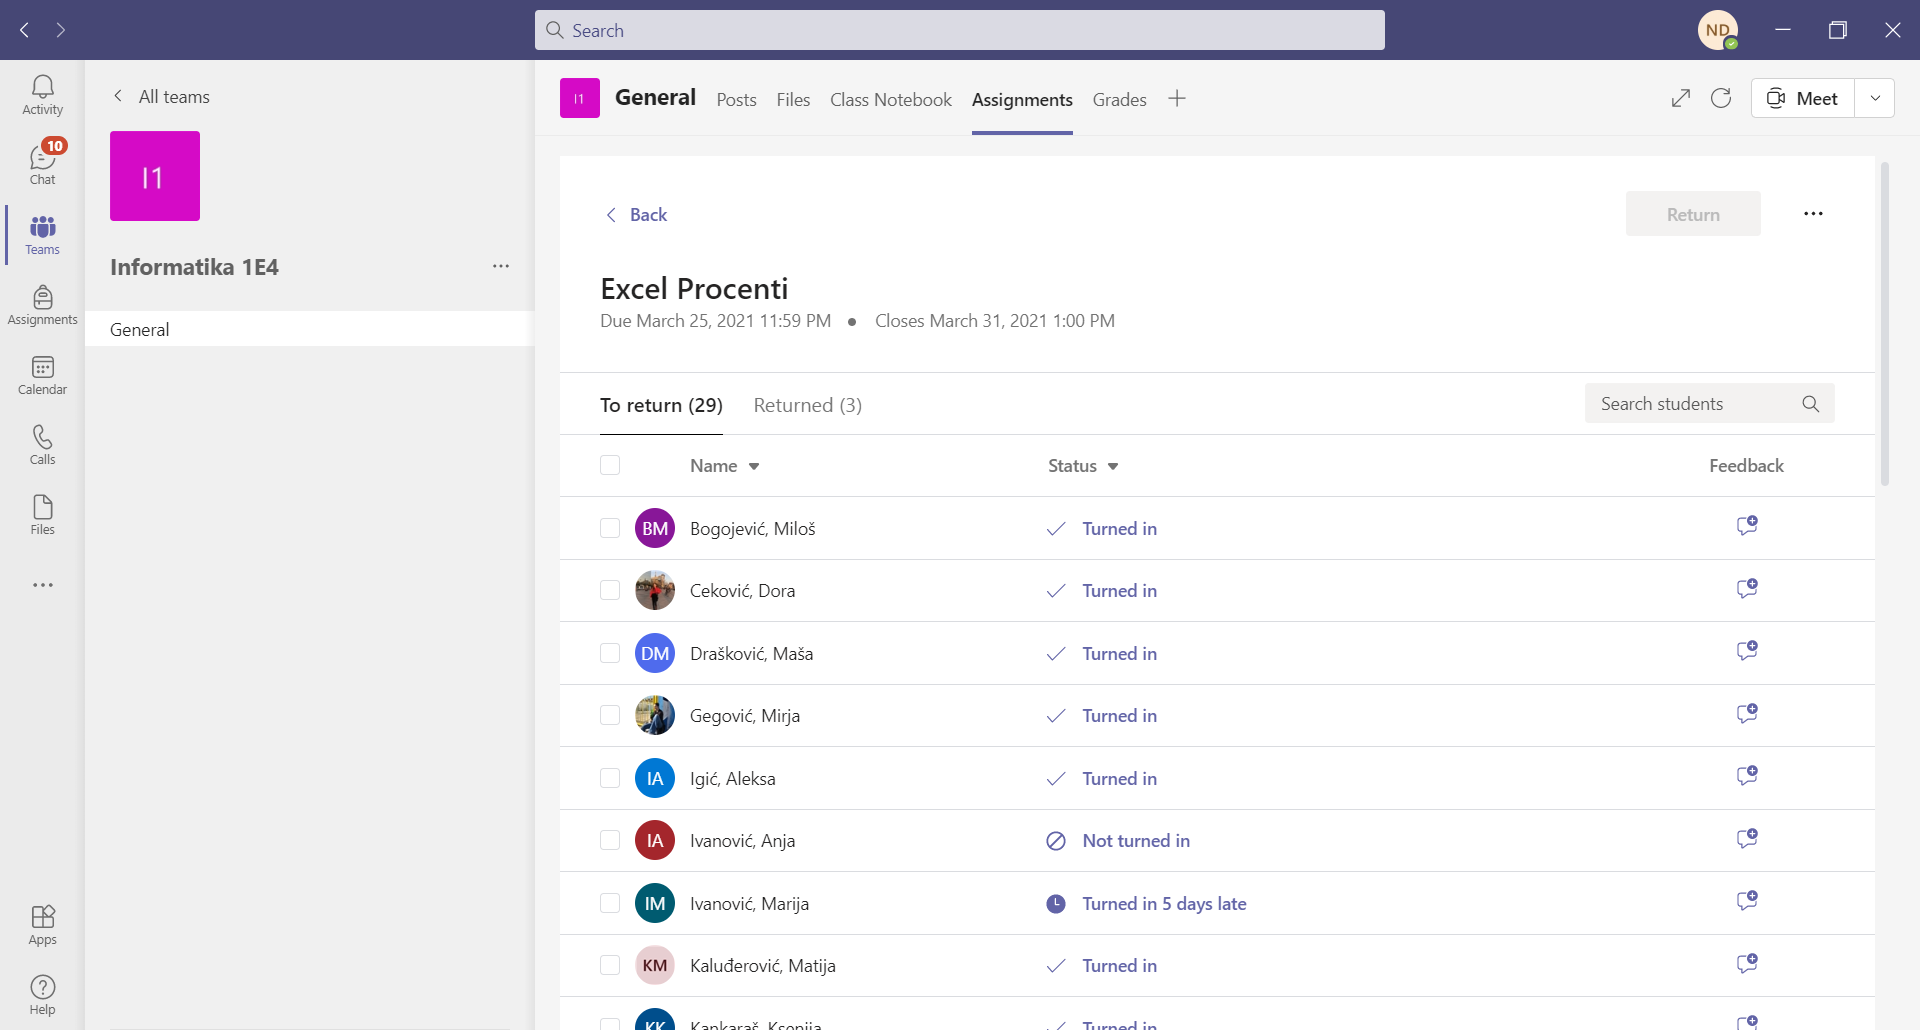 Search
ND
Activity
10
Chat
Teams
Assignments
Calendar
Calls
Files
Apps
Help
All teams
I1
Informatika 1E4
General
I1
General Posts Files Class Notebook Assignments Grades
Meet
Back
Return
Excel Procenti
Due March 25, 2021 11:59 PM • Closes March 31, 2021 1:00 PM
To return (29) Returned (3)
Search students
Name Status Feedback
BM Bogojević, Miloš Turned in
Ceković, Dora Turned in
DM Drašković, Maša Turned in
Gegović, Mirja Turned in
IA Igić, Aleksa Turned in
IA Ivanović, Anja Not turned in
IM Ivanović, Marija Turned in 5 days late
KM Kaluđerović, Matija Turned in
KK Kankaraš, Ksenija Turned in